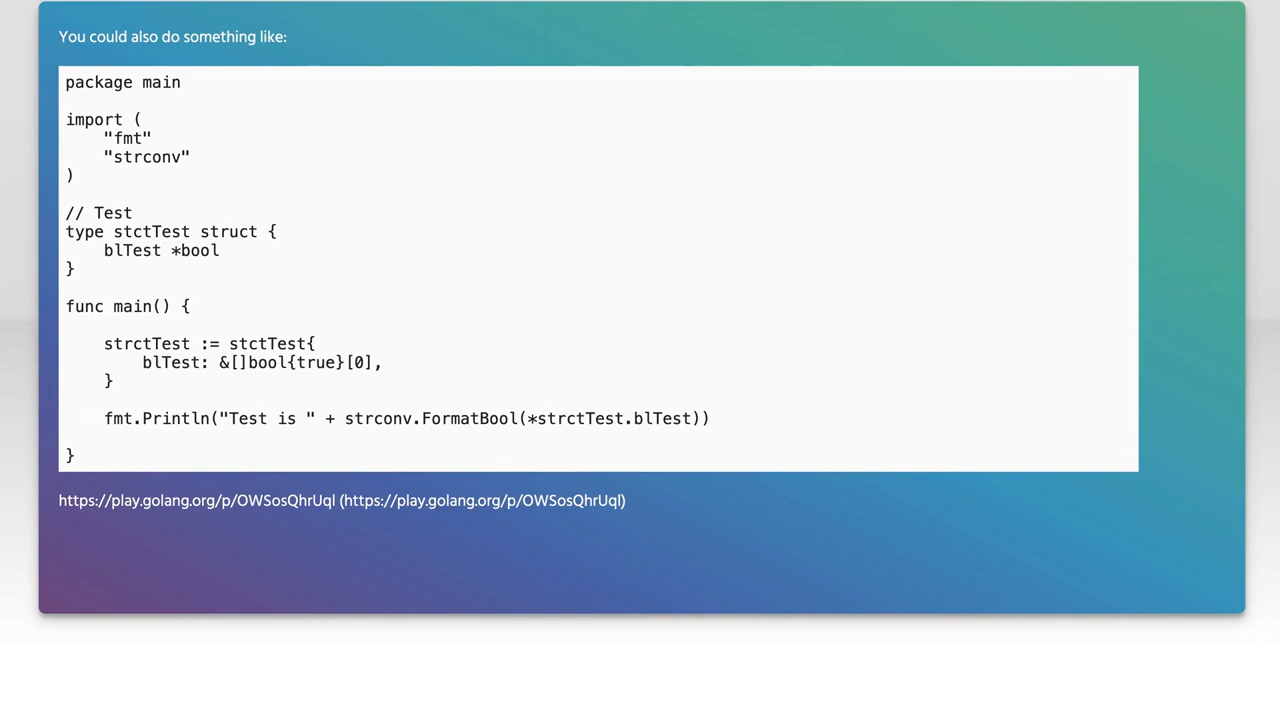 You could also do something like:
package main
import (
"fmt"
"strconv"
)
// Test
type stctTest struct {
blTest *bool
}
func main() {
strctTest := stctTest{
blTest: &[]bool{true}[0],
}
fmt.Println("Test is " + strconv.FormatBool(*strctTest.blTest))
}
https://play.golang.org/p/OWSosQhrUql (https://play.golang.org/p/OWSosQhrUql)